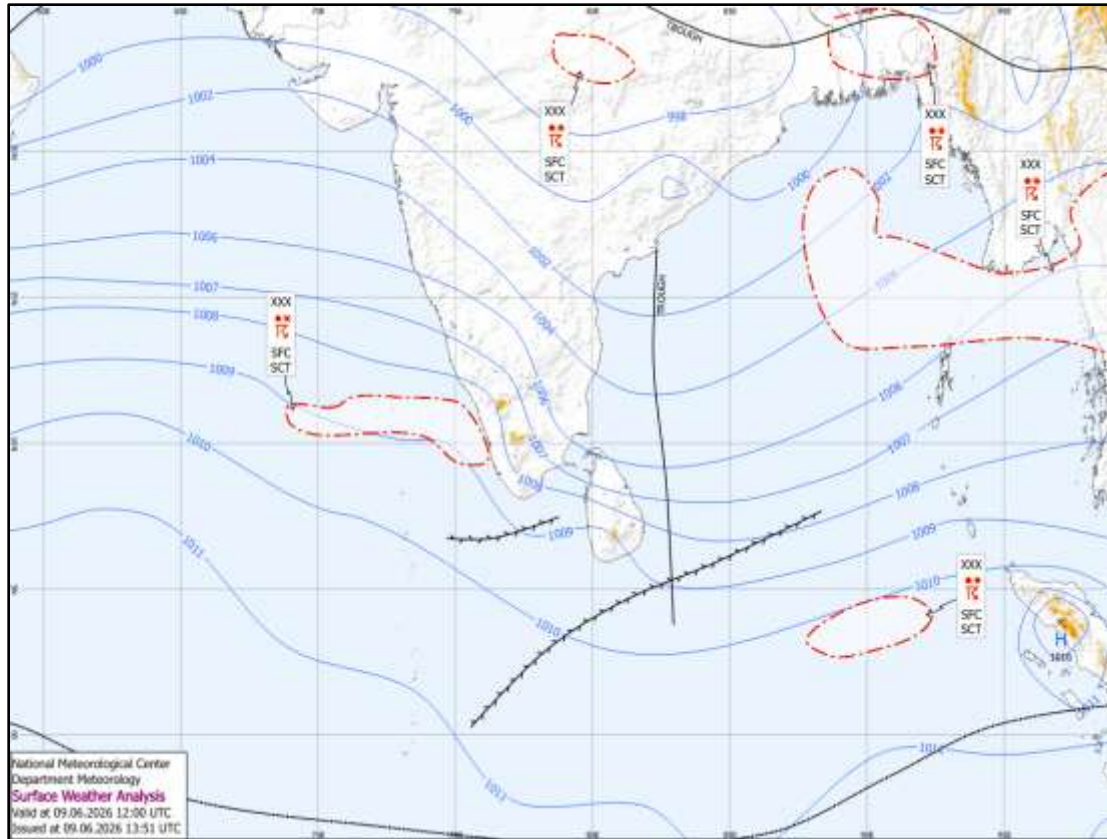 TROUGH
1000
XXX
SFC
SCT
998
XXX
SFC
SCT
1002
1000
1004
1000
1002
XXX
SFC
SCT
1006
1002
1007
TROUGH
XXX
SFC
SCT
1008
1004
1009
1006
1006
1010
1007
1007
1008
1008
1009
1009
1011
1010
XXX
SFC
SCT
1010
H
1011
1011
National Meteorological Center
Department Meteorology
Surface Weather Analysis
Valid at 09.06.2026 12:00 UTC
Issued at 09.06.2026 13:51 UTC